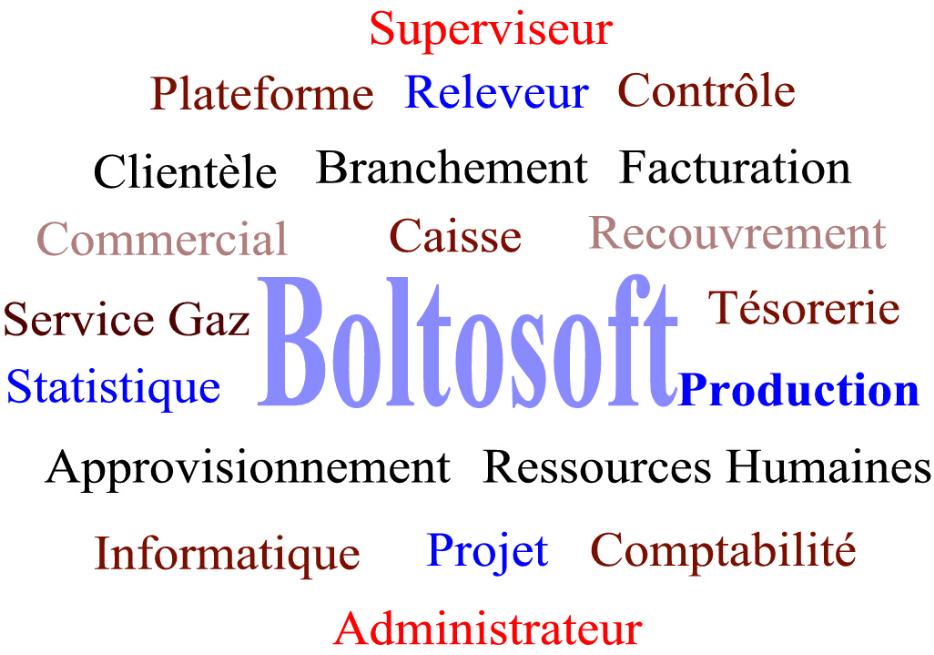 Superviseur
Plateforme Releveur Contrôle
Clientèle Branchement Facturation
Commercial Caisse Recouvrement
Service Gaz Boltosoft Tésorerie
Statistique Production
Approvisionnement Ressources Humaines
Informatique Projet Comptabilité
Administrateur